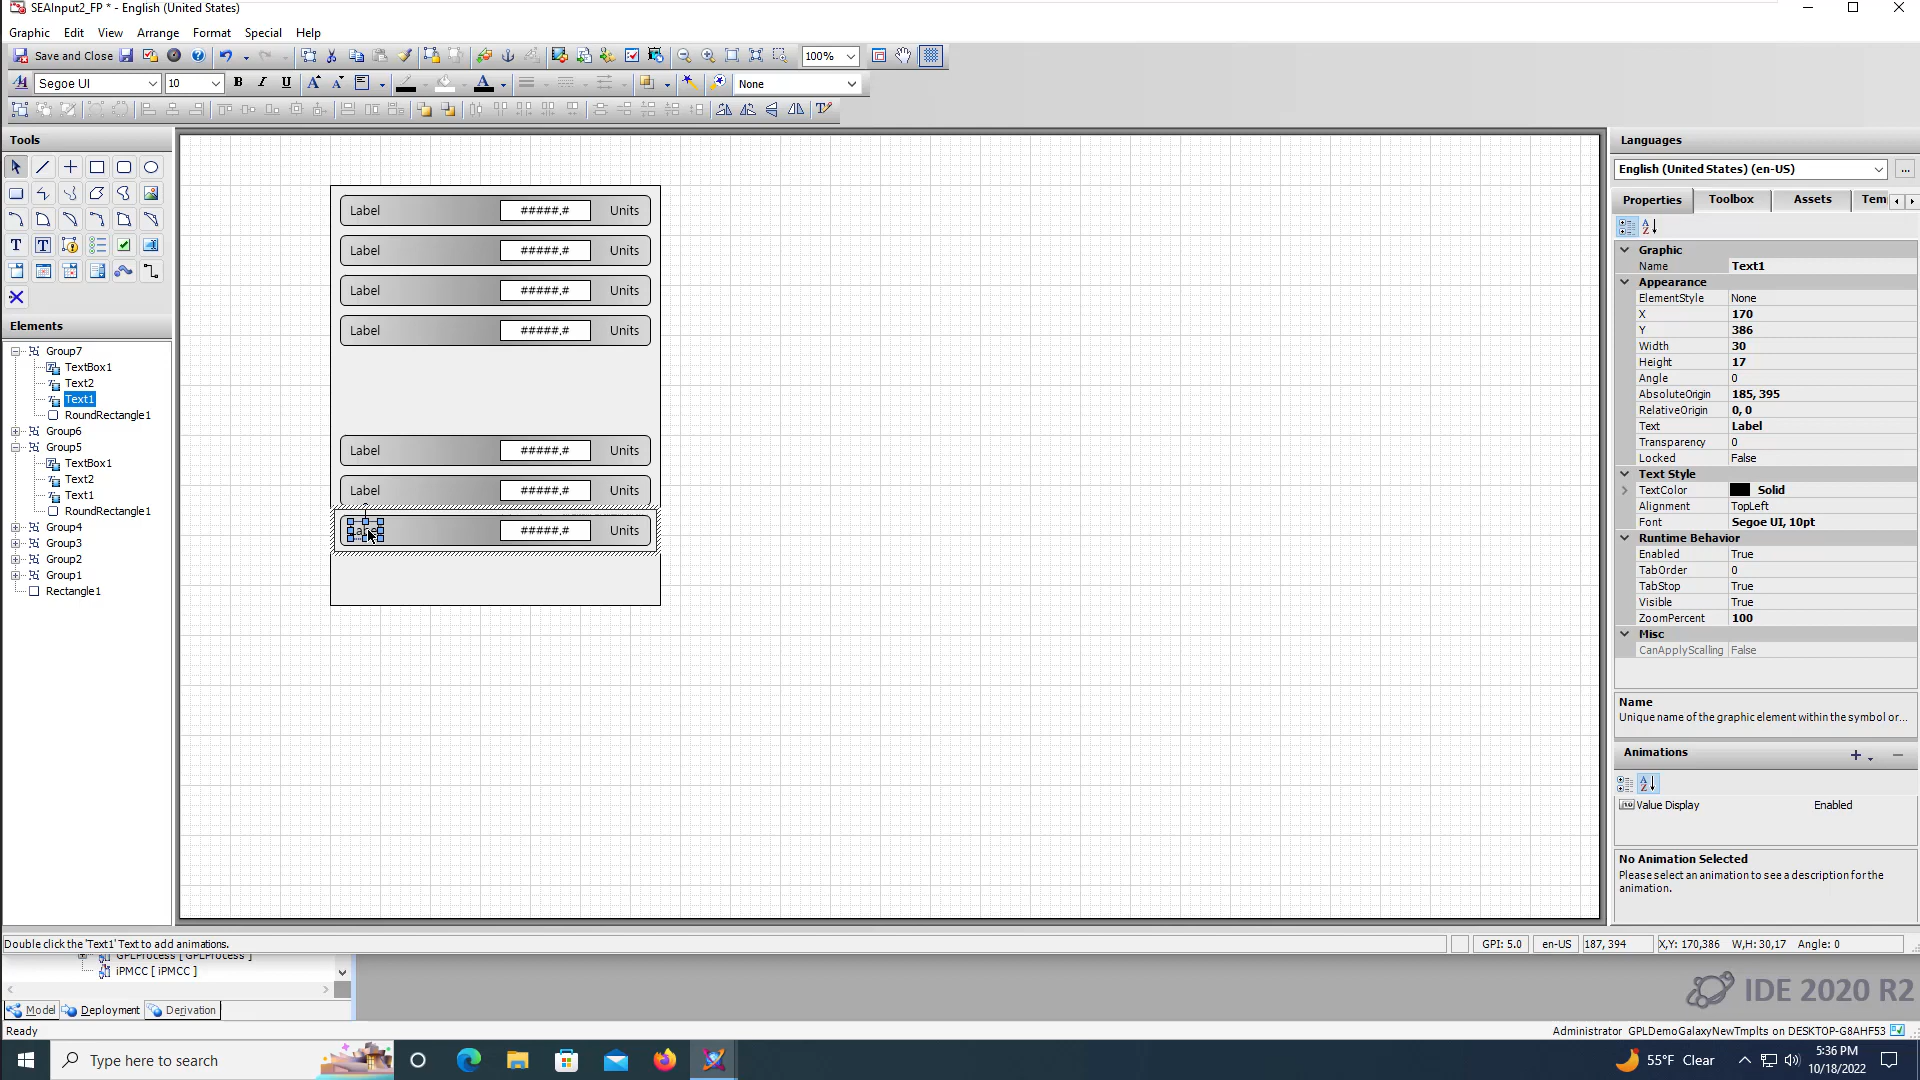 SEAInput2_FP * - English (United States)
Graphic Edit View Arrange Format Special Help
Save and Close 100%
Segoe UI 10 B I U A A A None
Tools
T T
Elements
Group7
TextBox1
Text2
Text1
RoundRectangle1
Group6
Group5
TextBox1
Text2
Text1
RoundRectangle1
Group4
Group3
Group2
Group1
Rectangle1
Label #####.# Units
Label #####.# Units
Label #####.# Units
Label #####.# Units
Label #####.# Units
Label #####.# Units
Label #####.# Units
Languages
English (United States) (en-US) ...
Properties Toolbox Assets Tem
Graphic
Name Text1
Appearance
ElementStyle None
X 170
Y 386
Width 30
Height 17
Angle 0
AbsoluteOrigin 185, 395
RelativeOrigin 0, 0
Text Label
Transparency 0
Locked False
Text Style
TextColor Solid
Alignment TopLeft
Font Segoe UI, 10pt
Runtime Behavior
Enabled True
TabOrder 0
TabStop True
Visible True
ZoomPercent 100
Misc
CanApplyScalling False
Name
Unique name of the graphic element within the symbol or...
Animations
Value Display Enabled
No Animation Selected
Please select an animation to see a description for the
animation.
Double click the 'Text1' Text to add animations. GPI: 5.0 en-US 187, 394 X,Y: 170,386 W,H: 30,17 Angle: 0
GPLProcess [ GPLProcess ]
iPMCC [ iPMCC ]
Model Deployment Derivation
IDE 2020 R2
Ready Administrator GPLDemoGalaxyNewTmplts on DESKTOP-G8AHF53
Type here to search 55°F Clear 5:36 PM
10/18/2022